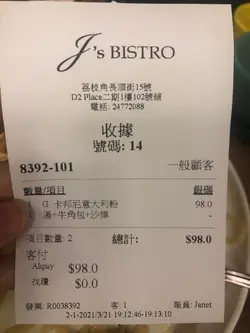 J's BISTRO
荔枝角長順街15號
D2 Place二期1樓102號舖
電話: 24772088
收據
號碼: 14
8392-101 一般顧客
數量/項目 銀碼
G. 卡邦尼意大利粉 98.0
湯+牛角包+沙律
項目數量: 2 總計: $98.0
客付
Alipay $98.0
找續 $0.0
發票: R0038392 客: 1 職員: Janet
2-1-2021/3/21 19:12:46-19:13:10